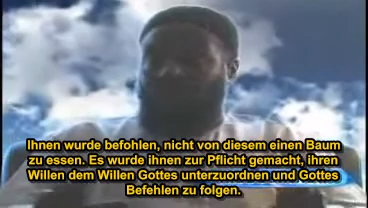 Ihnen wurde befohlen, nicht von diesem einen Baum
zu essen. Es wurde ihnen zur Pflicht gemacht, ihren
Willen dem Willen Gottes unterzuordnen und Gottes
Befehlen zu folgen.